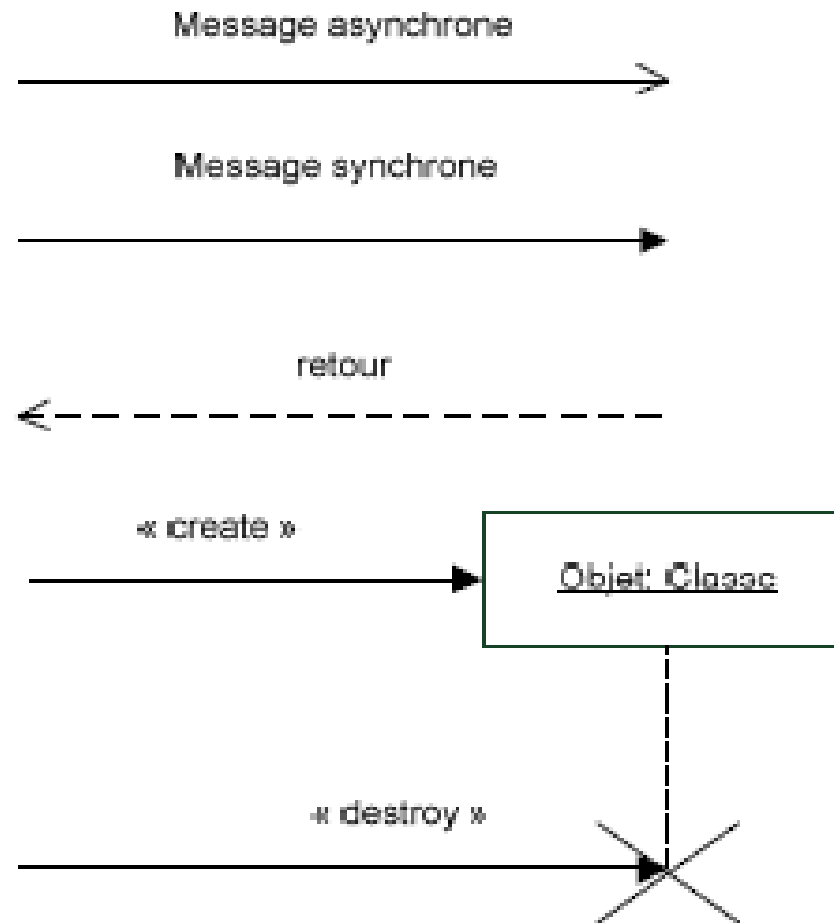 Message asynchrone
Message synchrone
retour
« create »
Objet: Classe
« destroy »